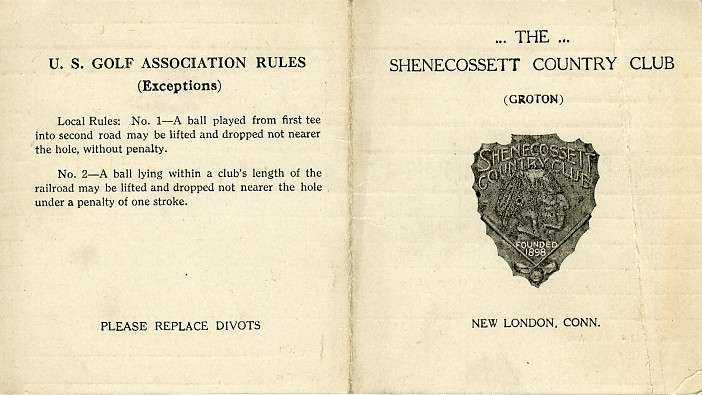 U. S. GOLF ASSOCIATION RULES
(Exceptions)
Local Rules: No. 1—A ball played from first tee
into second road may be lifted and dropped not nearer
the hole, without penalty.
No. 2—A ball lying within a club's length of the
railroad may be lifted and dropped not nearer the hole
under a penalty of one stroke.
PLEASE REPLACE DIVOTS
... THE ...
SHENECOSSETT COUNTRY CLUB
(GROTON)
SHENECOSSETT
COUNTRY CLUB
FOUNDED
1898
NEW LONDON, CONN.